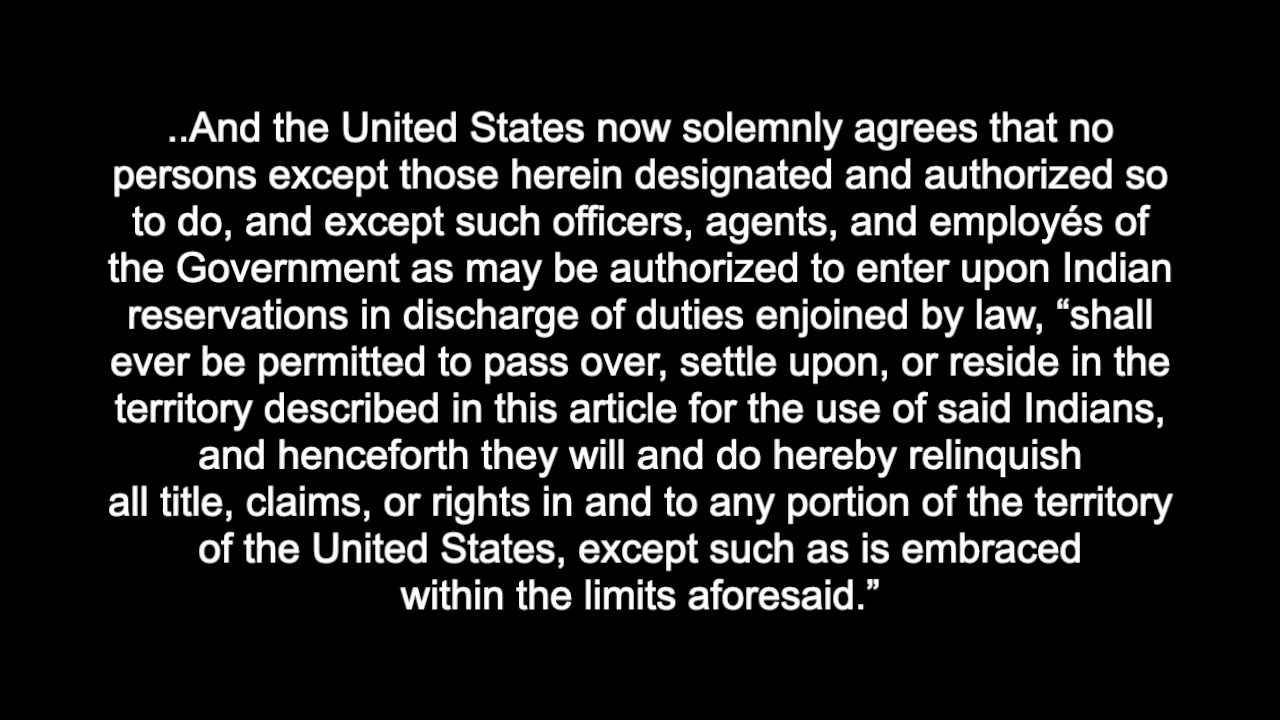 ..And the United States now solemnly agrees that no
persons except those herein designated and authorized so
to do, and except such officers, agents, and employés of
the Government as may be authorized to enter upon Indian
reservations in discharge of duties enjoined by law, “shall
ever be permitted to pass over, settle upon, or reside in the
territory described in this article for the use of said Indians,
and henceforth they will and do hereby relinquish
all title, claims, or rights in and to any portion of the territory
of the United States, except such as is embraced
within the limits aforesaid.”